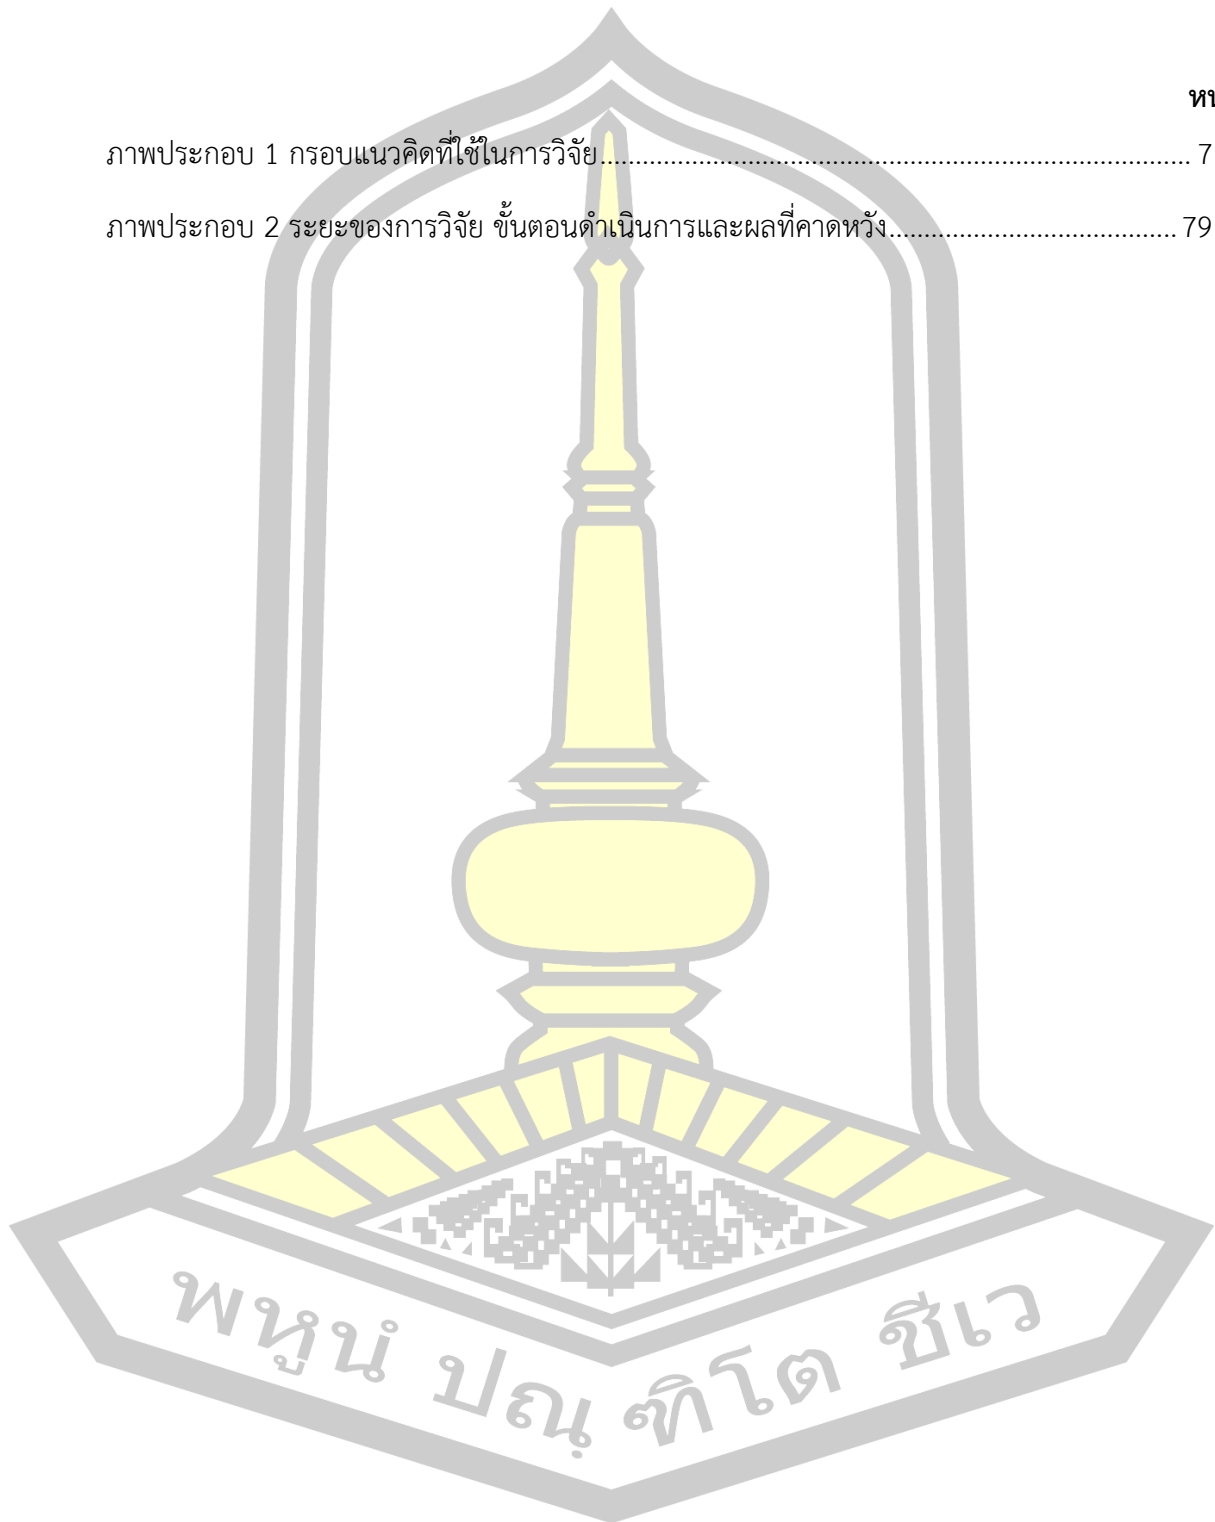 ภาพประกอบ 1 กรอบแนวคิดที่ใช้ในการวิจัย.................................................................................................. 7
ภาพประกอบ 2 ระยะของการวิจัย ขั้นตอนดำเนินการและผลที่คาดหวัง.................................................. 79
พหูนํ ปณฺฑิโต ชีเว